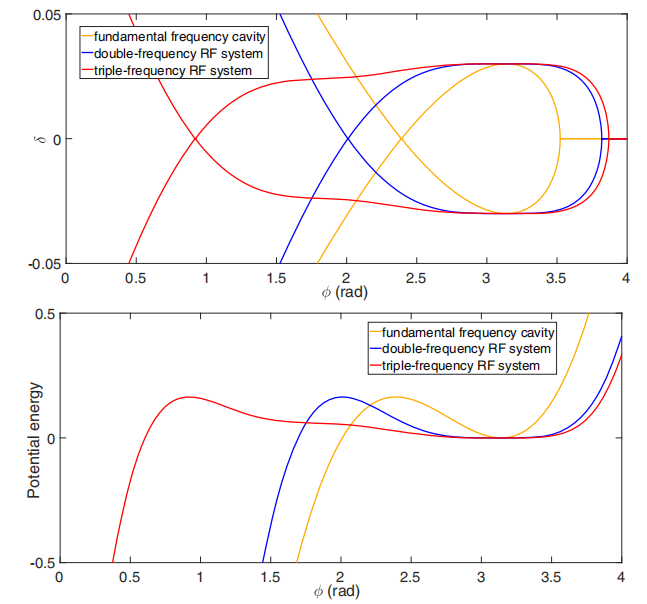 0.05
fundamental frequency cavity
double-frequency RF system
triple-frequency RF system
δ
0
-0.05
0 0.5 1 1.5 2 2.5 3 3.5 4
ϕ (rad)
0.5
fundamental frequency cavity
double-frequency RF system
triple-frequency RF system
Potential energy
0
-0.5
0 0.5 1 1.5 2 2.5 3 3.5 4
ϕ (rad)